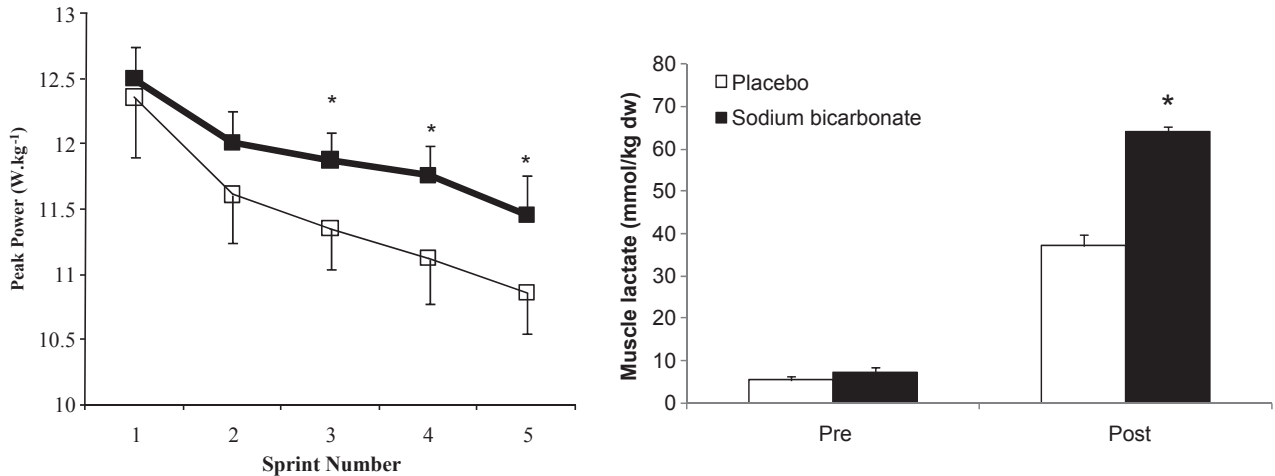 13
12.5
12
11.5
11
10.5
10
Peak Power (W.kg⁻¹)
* * *
1 2 3 4 5
Sprint Number
80
70
60
50
40
30
20
10
0
Muscle lactate (mmol/kg dw)
Placebo
Sodium bicarbonate
*
Pre Post